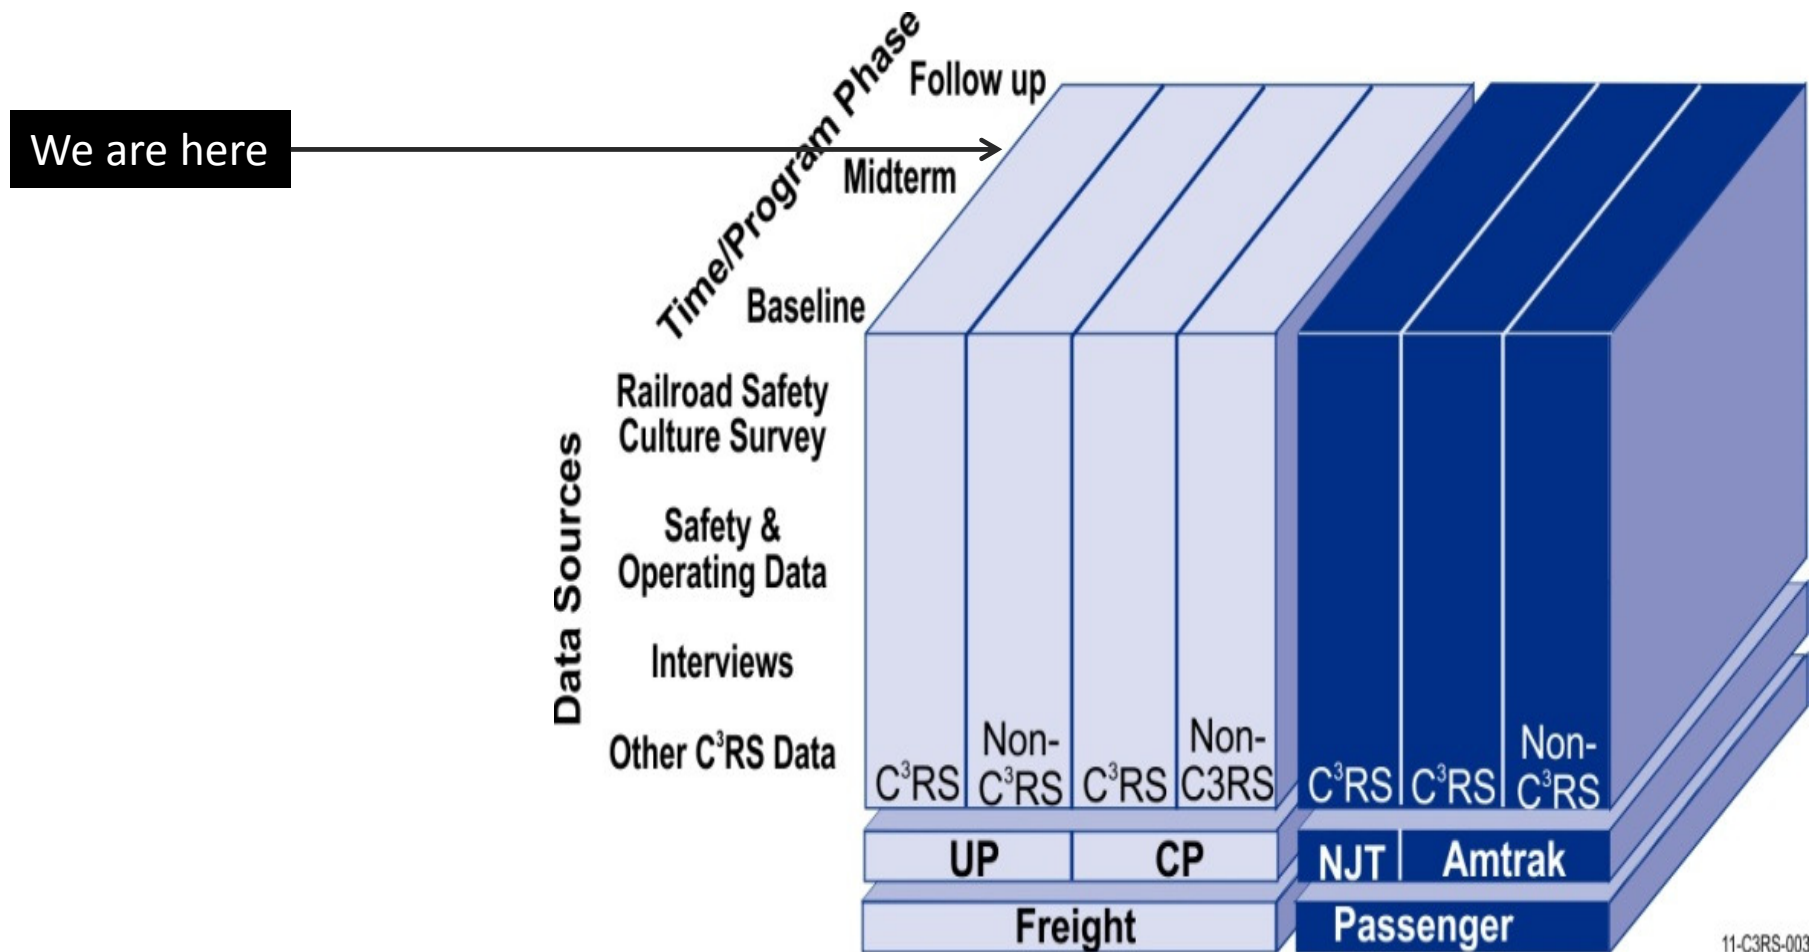 Time/Program Phase
Follow up
We are here
Midterm
Baseline
Data Sources
Railroad Safety
Culture Survey
Safety &
Operating Data
Interviews
Other C³RS Data
C³RS
Non-
C³RS
C³RS
Non-
C3RS
C³RS
C³RS
Non-
C³RS
UP
CP
NJT
Amtrak
Freight
Passenger
11-C3RS-003